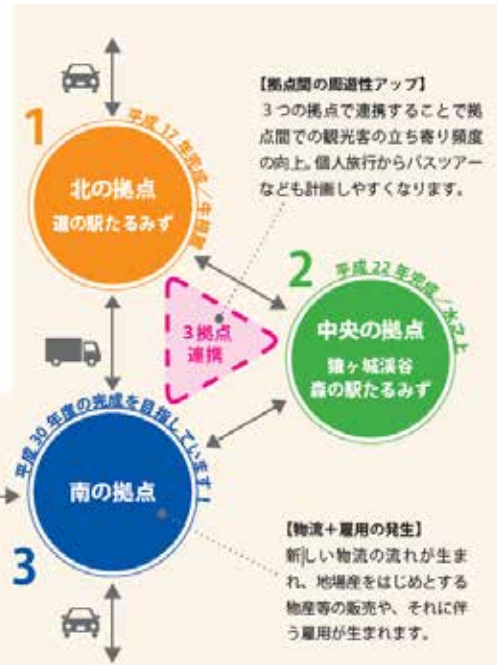 【拠点間の周遊性アップ】
３つの拠点で連携することで拠
点間での観光客の立ち寄り頻度
の向上。個人旅行からバスツアー
なども計画しやすくなります。
1
平成 17 年完成／牛根麓
北の拠点
道の駅たるみず
2
平成 22 年完成／水之上
中央の拠点
猿ヶ城渓谷
森の駅たるみず
３拠点
連携
平成 30 年度の完成を目指しています！
南の拠点
3
【物流＋雇用の発生】
新しい物流の流れが生ま
れ、地場産をはじめとする
物産等の販売や、それに伴
う雇用が生まれます。